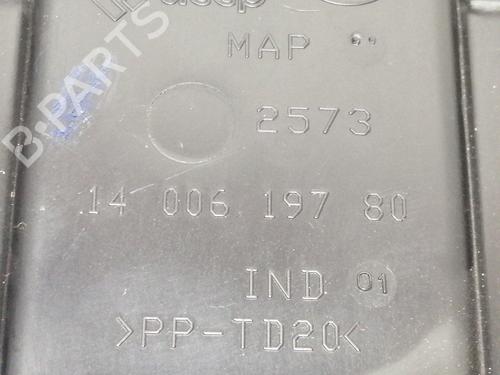 MAP "
2573
14 006 197 80
IND 01
>PP-TD20<
B-PARTS